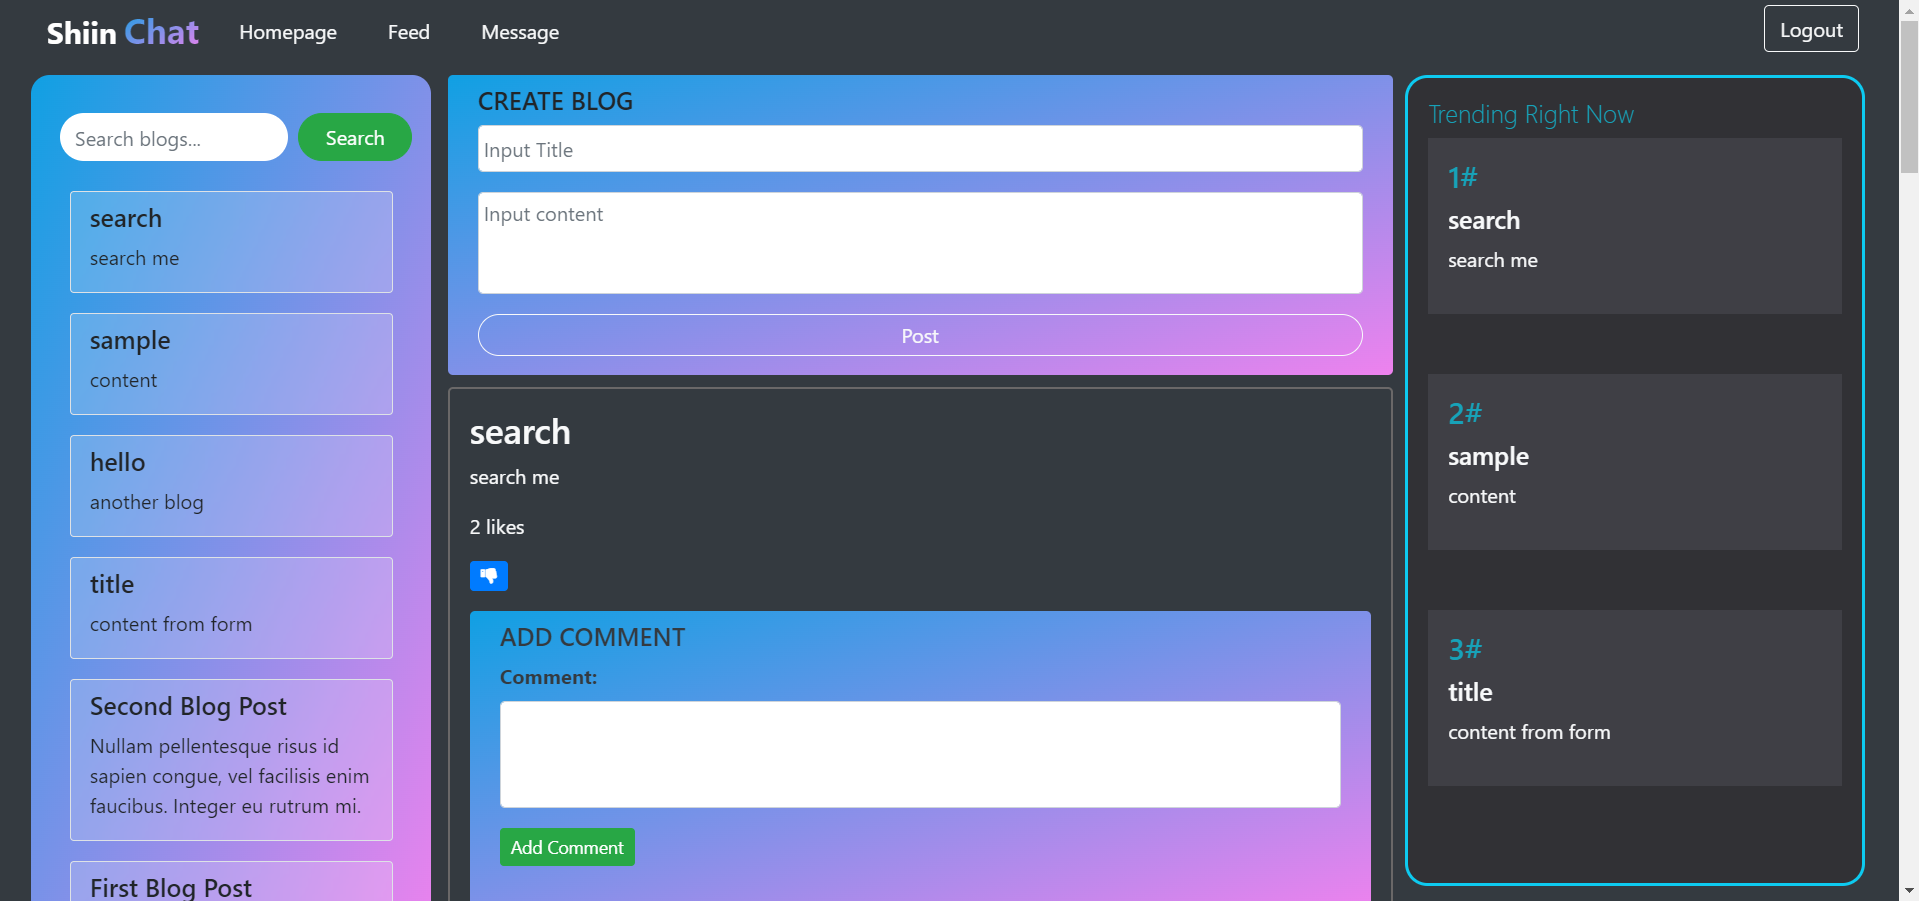 Shiin Chat Homepage Feed Message Logout
Search blogs... Search
search
search me
sample
content
hello
another blog
title
content from form
Second Blog Post
Nullam pellentesque risus id
sapien congue, vel facilisis enim
faucibus. Integer eu rutrum mi.
First Blog Post
CREATE BLOG
Input Title
Input content
Post
search
search me
2 likes
ADD COMMENT
Comment:
Add Comment
Trending Right Now
1#
search
search me
2#
sample
content
3#
title
content from form